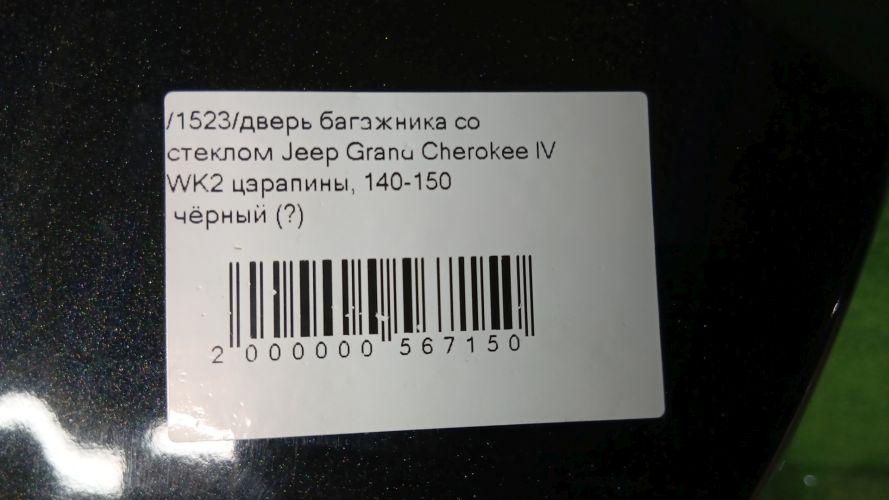 /1523/дверь багажника со
стеклом Jeep Grand Cherokee IV
WK2 царапины, 140-150
чёрный (?)
2 000000 567150